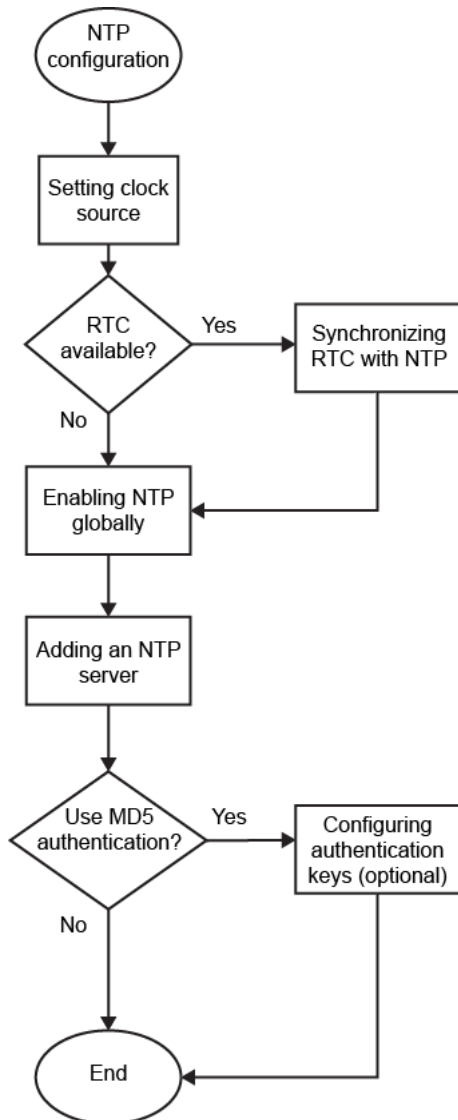 NTP
configuration
Setting clock
source
RTC
available?
Yes
Synchronizing
RTC with NTP
No
Enabling NTP
globally
Adding an NTP
server
Use MD5
authentication?
Yes
Configuring
authentication
keys (optional)
No
End